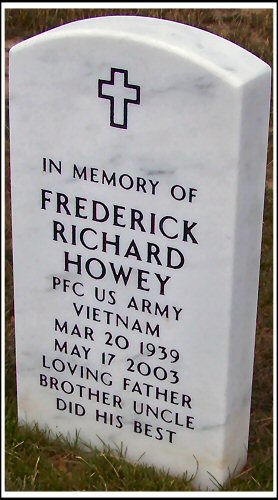 IN MEMORY OF
FREDERICK
RICHARD
HOWEY
PFC US ARMY
VIETNAM
MAR 20 1939
MAY 17 2003
LOVING FATHER
BROTHER UNCLE
DID HIS BEST